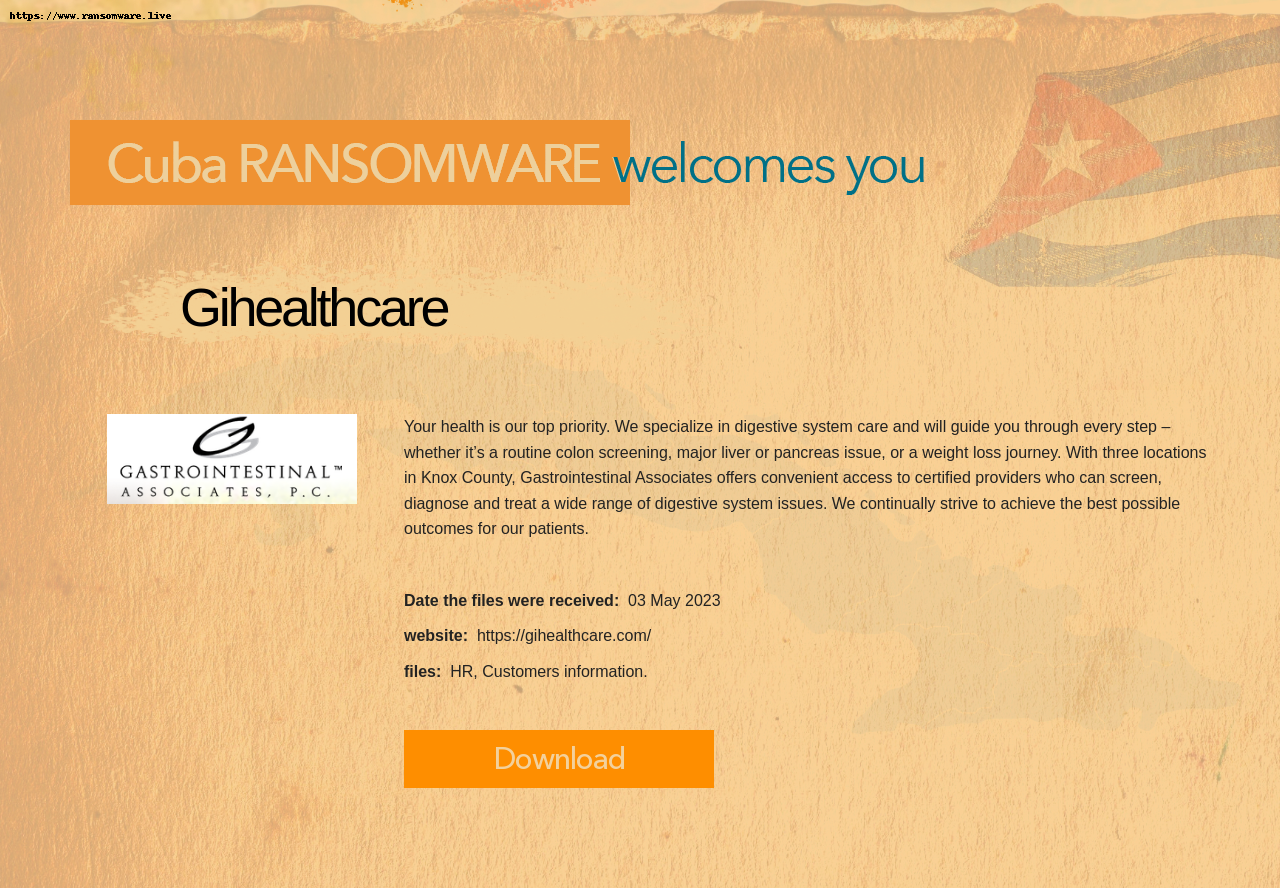 https://www.ransomware.live
Cuba RANSOMWARE welcomes you
Gihealthcare
GASTROINTESTINAL™
ASSOCIATES, P.C.
Your health is our top priority. We specialize in digestive system care and will guide you through every step –
whether it’s a routine colon screening, major liver or pancreas issue, or a weight loss journey. With three locations
in Knox County, Gastrointestinal Associates offers convenient access to certified providers who can screen,
diagnose and treat a wide range of digestive system issues. We continually strive to achieve the best possible
outcomes for our patients.
Date the files were received: 03 May 2023
website: https://gihealthcare.com/
files: HR, Customers information.
Download